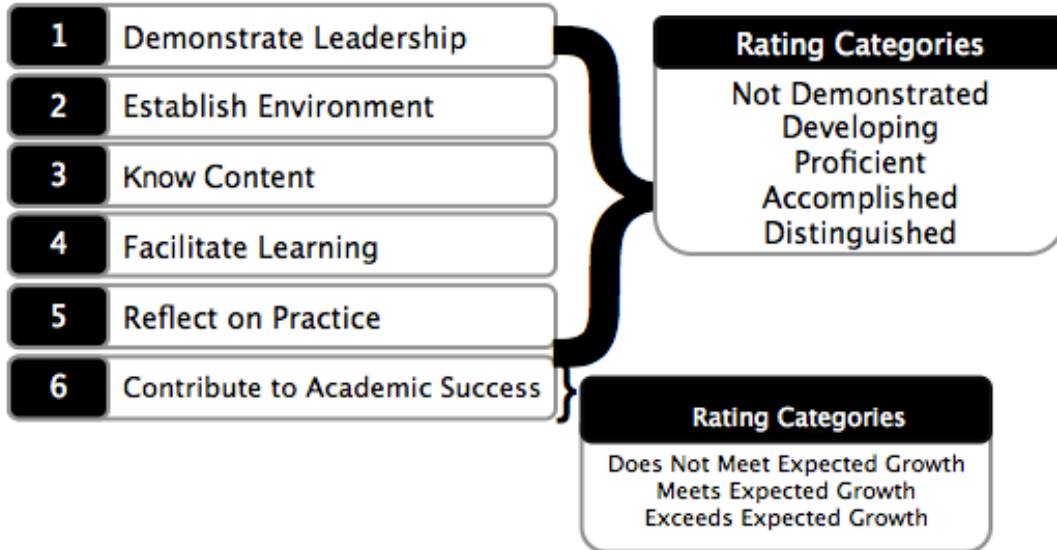 1 Demonstrate Leadership
2 Establish Environment
3 Know Content
4 Facilitate Learning
5 Reflect on Practice
6 Contribute to Academic Success
Rating Categories
Not Demonstrated
Developing
Proficient
Accomplished
Distinguished
Rating Categories
Does Not Meet Expected Growth
Meets Expected Growth
Exceeds Expected Growth